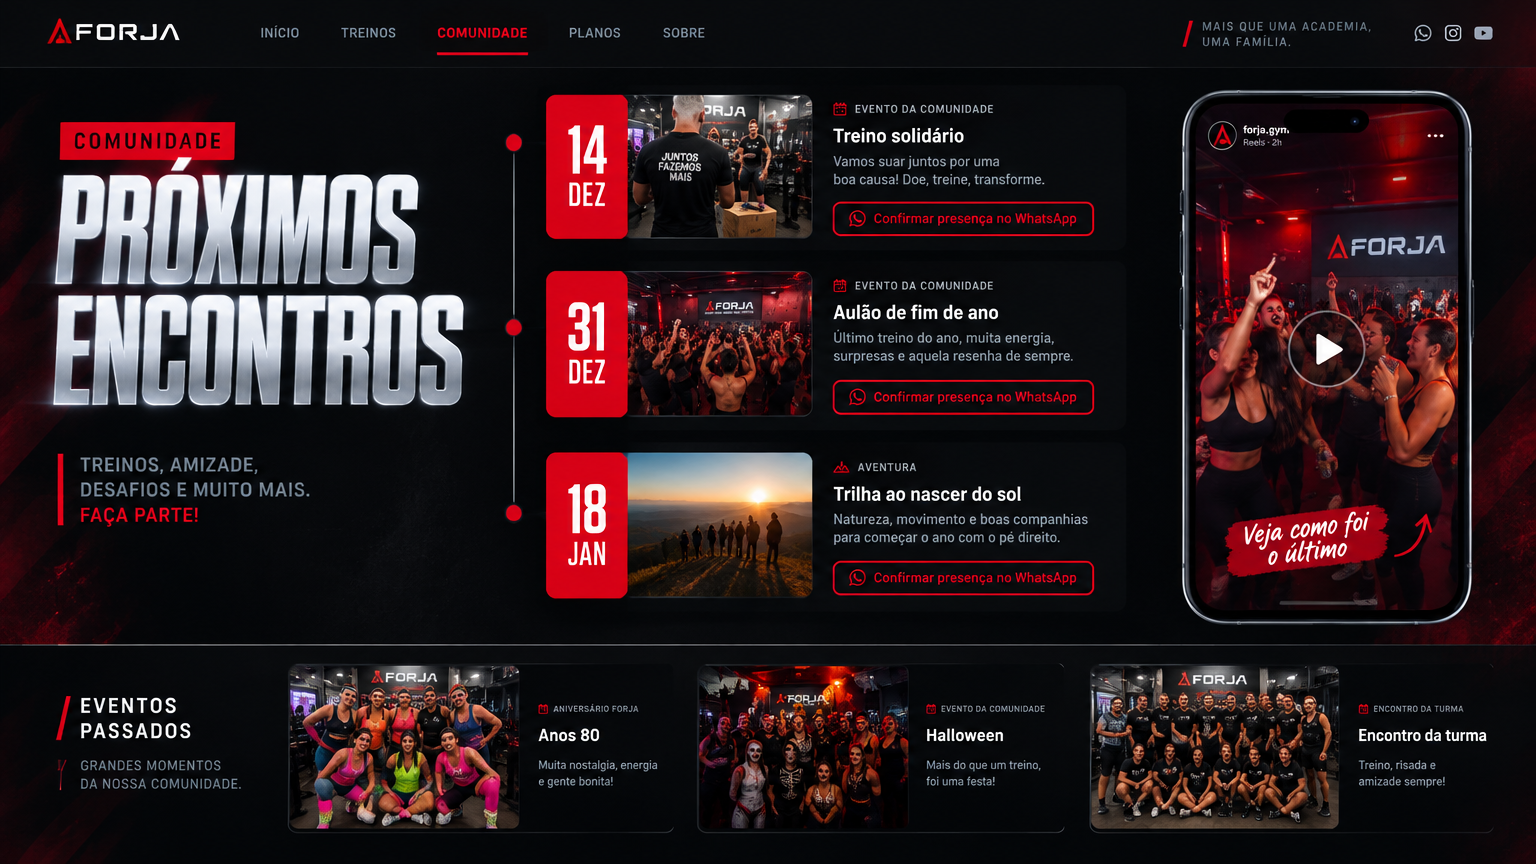 FORJA
INÍCIO
TREINOS
COMUNIDADE
PLANOS
SOBRE
MAIS QUE UMA ACADEMIA,
UMA FAMÍLIA.
COMUNIDADE
PRÓXIMOS
ENCONTROS
TREINOS, AMIZADE,
DESAFIOS E MUITO MAIS.
FAÇA PARTE!
14
DEZ
FORJA
JUNTOS
FAZEMOS
MAIS
EVENTO DA COMUNIDADE
Treino solidário
Vamos suar juntos por uma
boa causa! Doe, treine, transforme.
Confirmar presença no WhatsApp
31
DEZ
FORJA
EVENTO DA COMUNIDADE
Aulão de fim de ano
Último treino do ano, muita energia,
surpresas e aquela resenha de sempre.
Confirmar presença no WhatsApp
18
JAN
AVENTURA
Trilha ao nascer do sol
Natureza, movimento e boas companhias
para começar o ano com o pé direito.
Confirmar presença no WhatsApp
forja.gym
Reels · 2h
FORJA
Veja como foi
o último
EVENTOS
PASSADOS
GRANDES MOMENTOS
DA NOSSA COMUNIDADE.
FORJA
ANIVERSÁRIO FORJA
Anos 80
Muita nostalgia, energia
e gente bonita!
FORJA
EVENTO DA COMUNIDADE
Halloween
Mais do que um treino,
foi uma festa!
FORJA
ENCONTRO DA TURMA
Encontro da turma
Treino, risada e
amizade sempre!